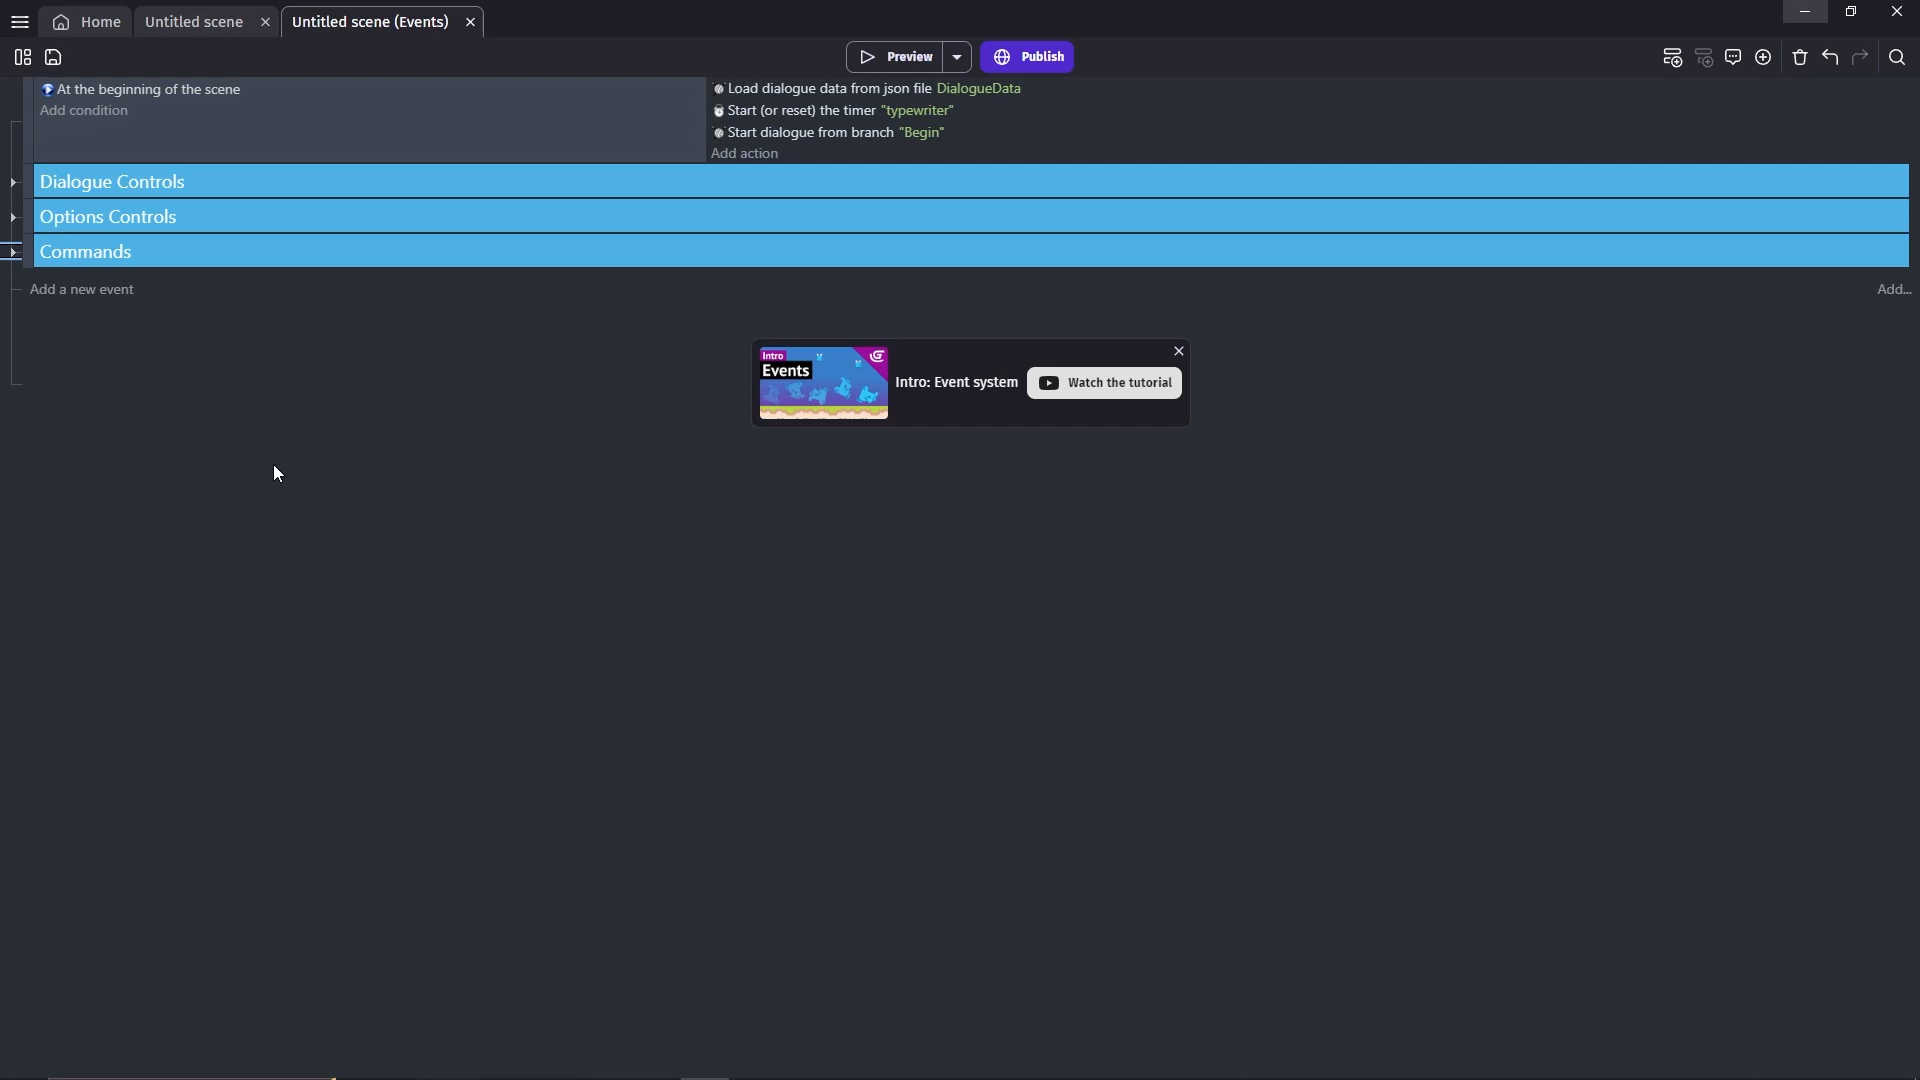 Home
Untitled scene
Untitled scene (Events)
Preview
Publish
At the beginning of the scene
Add condition
Load dialogue data from json file DialogueData
Start (or reset) the timer "typewriter"
Start dialogue from branch "Begin"
Add action
Dialogue Controls
Options Controls
Commands
Add a new event
Add...
Intro
Events
Intro: Event system
Watch the tutorial